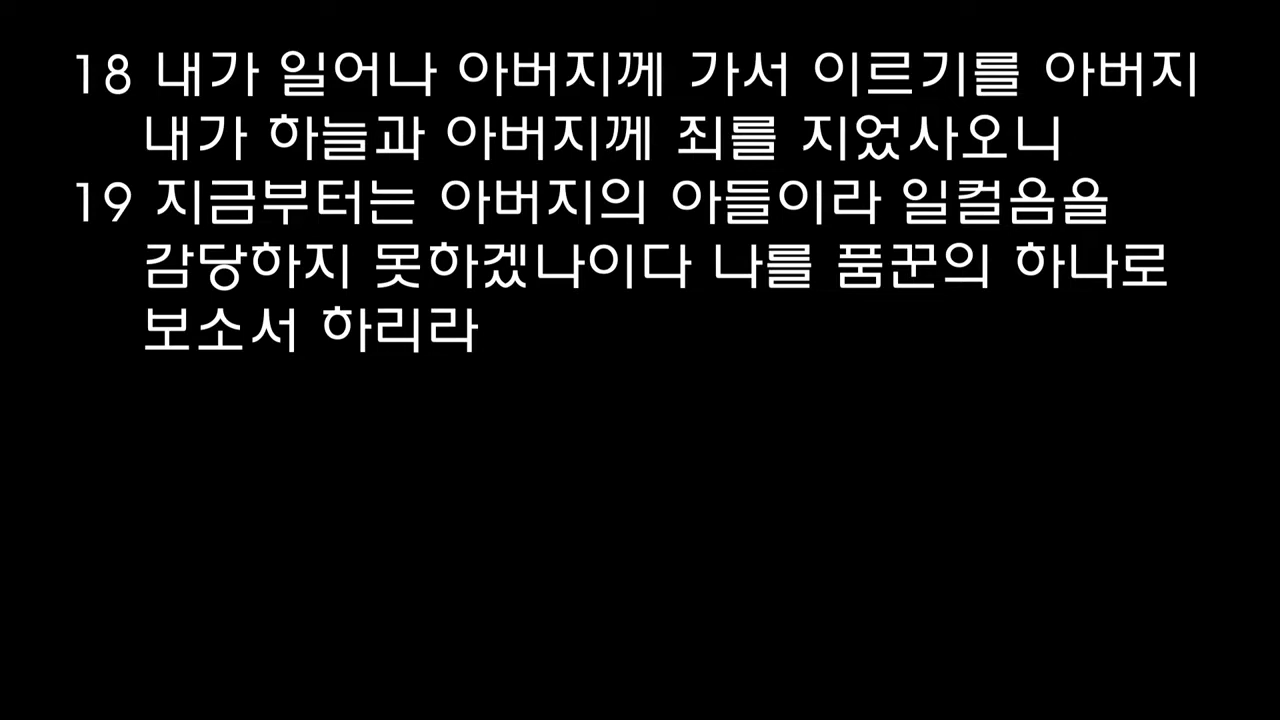 18 내가 일어나 아버지께 가서 이르기를 아버지
내가 하늘과 아버지께 죄를 지었사오니
19 지금부터는 아버지의 아들이라 일컬음을
감당하지 못하겠나이다 나를 품꾼의 하나로
보소서 하리라